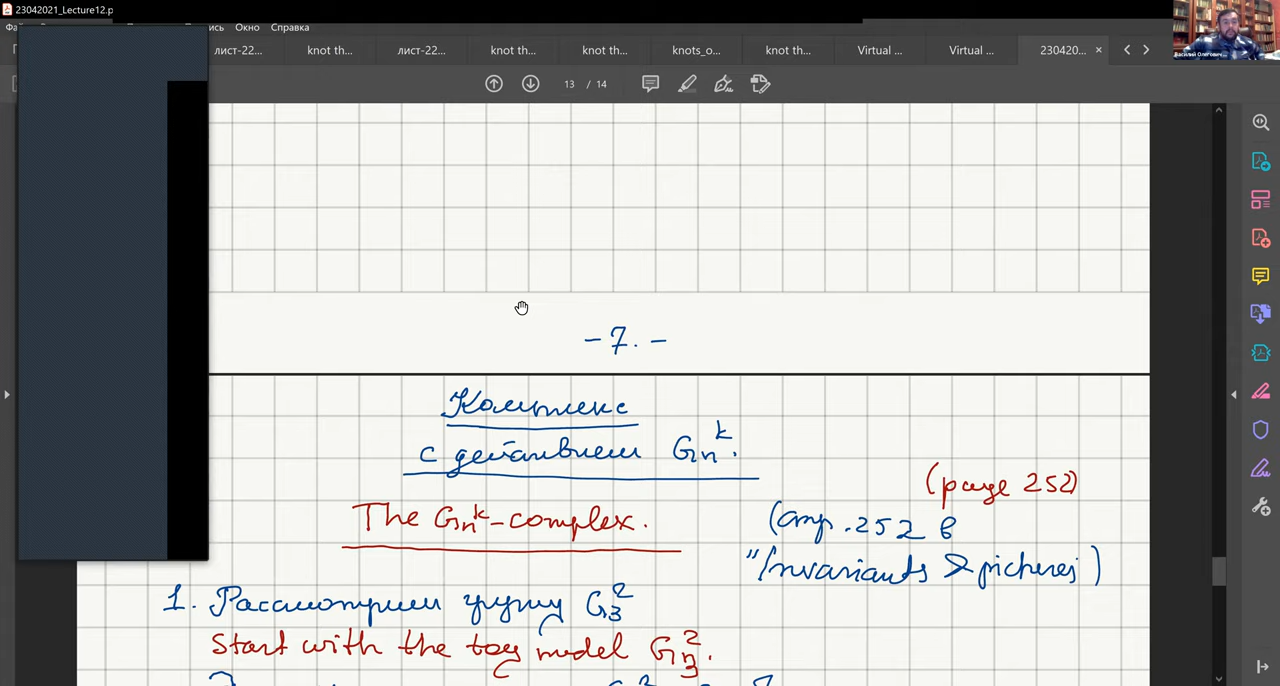 23042021_Lecture12.p
Окно Справка
лист-22...
knot th...
лист-22...
knot th...
knot th...
knots_o...
knot th...
Virtual ...
Virtual ...
230420... ×
13 / 14
- 7. -
Комплекс
с действием Gₙᵏ.
The Gₙᵏ-complex.
(page 252)
(стр. 252 в
"Invariants & pictures)
1. Рассмотрим группу G₃²
Start with the toy model G₃².